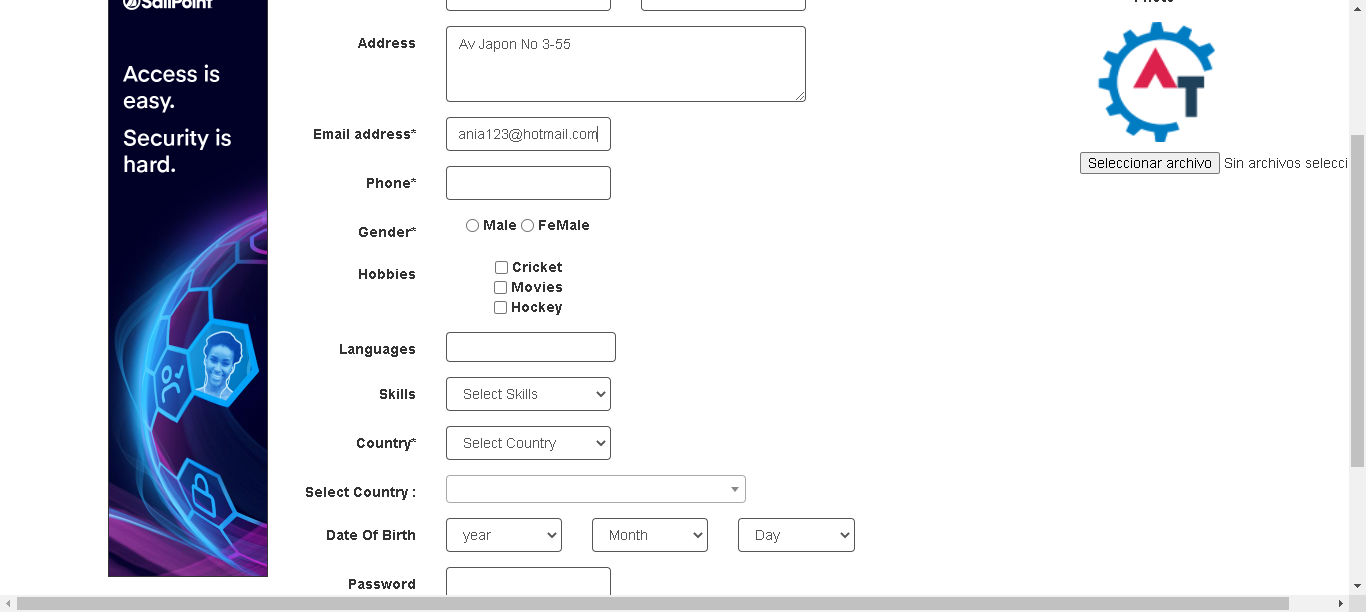 SailPoint
Access is
easy.
Security is
hard.
Address
Av Japon No 3-55
Email address*
ania123@hotmail.com
Phone*
Gender*
Male FeMale
Hobbies
Cricket
Movies
Hockey
Languages
Skills
Select Skills
Country*
Select Country
Select Country :
Date Of Birth
year Month Day
Password
Photo
AT
Seleccionar archivo Sin archivos selecci